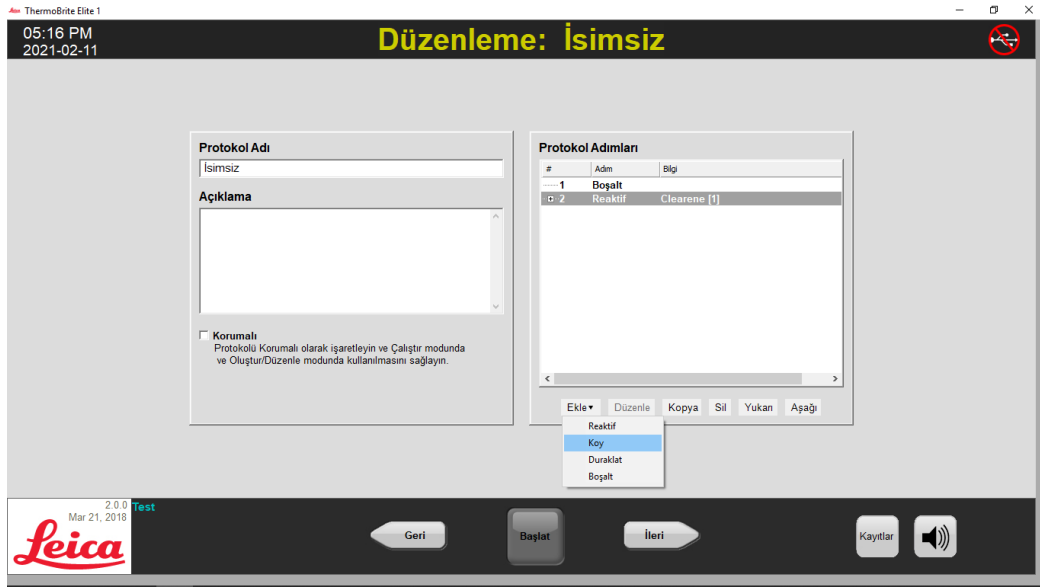 ThermoBrite Elite 1
05:16 PM
2021-02-11
Düzenleme: İsimsiz
Protokol Adı
İsimsiz
Açıklama
Korumalı
Protokolü Korumalı olarak işaretleyin ve Çalıştır modunda
ve Oluştur/Düzenle modunda kullanılmasını sağlayın.
Protokol Adımları
# Adım Bilgi
1 Boşalt
2 Reaktif Clearene [1]
Ekle Düzenle Kopya Sil Yukarı Aşağı
Reaktif
Koy
Duraklat
Boşalt
2.0.0
Mar 21, 2018
Test
Leica
Geri
Başlat
İleri
Kayıtlar